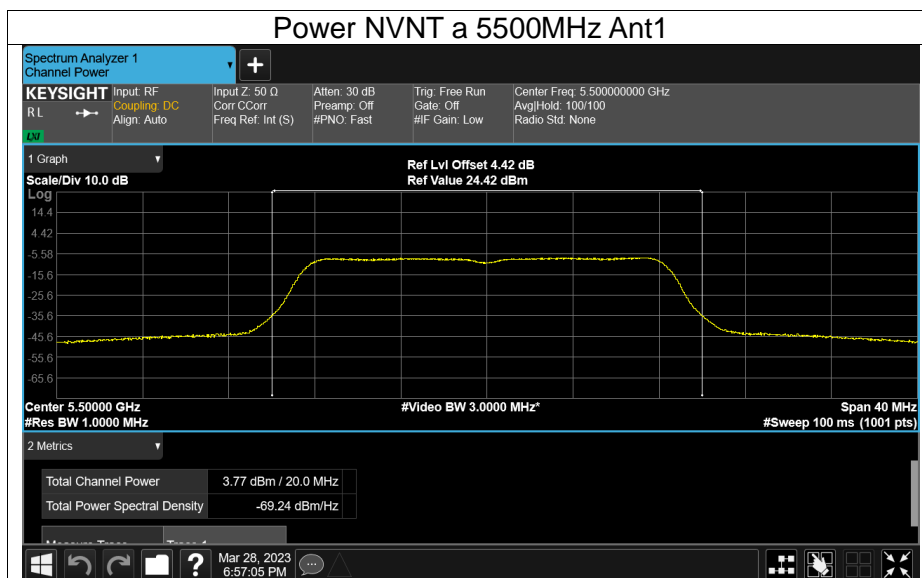 Power NVNT a 5500MHz Ant1
Spectrum Analyzer 1
Channel Power
+
KEYSIGHT Input: RF Input Z: 50 Ω Atten: 30 dB Trig: Free Run Center Freq: 5.500000000 GHz
R L Coupling: DC Corr CCorr Preamp: Off Gate: Off Avg|Hold: 100/100
Align: Auto Freq Ref: Int (S) #PNO: Fast #IF Gain: Low Radio Std: None
LXI
1 Graph
Ref Lvl Offset 4.42 dB
Scale/Div 10.0 dB Ref Value 24.42 dBm
Log
14.4
4.42
-5.58
-15.6
-25.6
-35.6
-45.6
-55.6
-65.6
Center 5.50000 GHz #Video BW 3.0000 MHz* Span 40 MHz
#Res BW 1.0000 MHz #Sweep 100 ms (1001 pts)
2 Metrics
Total Channel Power 3.77 dBm / 20.0 MHz
Total Power Spectral Density -69.24 dBm/Hz
Measure Trace Trace 1
? Mar 28, 2023
6:57:05 PM